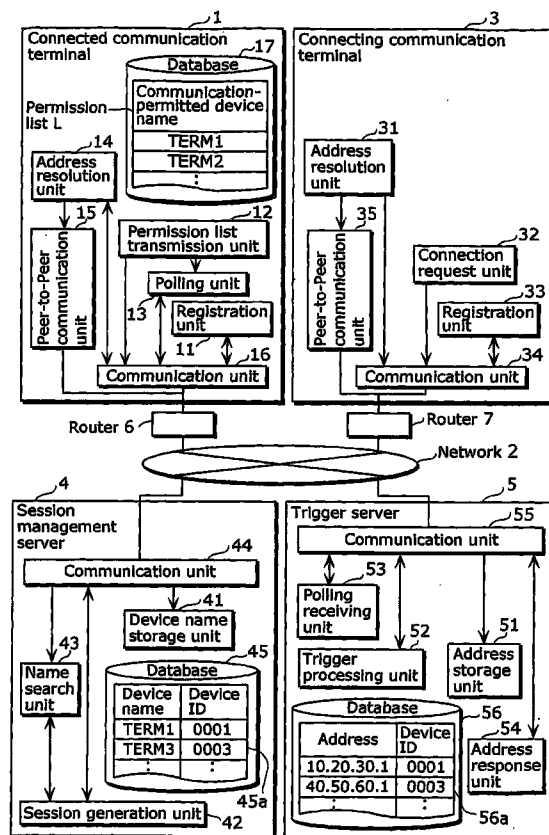 1
Connected communication
terminal
17
Database
Communication-
permitted device
name
TERM1
TERM2
⋮
Permission
list L
14
Address
resolution
unit
15
Peer-to-Peer
communication
unit
12
Permission list
transmission unit
Polling unit
13
Registration
unit
11
16
Communication unit
3
Connecting communication
terminal
31
Address
resolution
unit
35
Peer-to-Peer
communication
unit
32
Connection
request unit
33
Registration
unit
34
Communication unit
Router 6
Router 7
Network 2
4
Session
management
server
44
Communication unit
41
Device name
storage unit
43
Name
search
unit
45
Database
Device name	Device ID
TERM1	0001
TERM3	0003
⋮	⋮
45a
Session generation unit
42
5
Trigger server
55
Communication unit
53
Polling
receiving
unit
52
Trigger
processing unit
51
Address
storage
unit
Database
56
Address	Device ID
10.20.30.1	0001
40.50.60.1	0003
⋮	⋮
56a
54
Address
response
unit